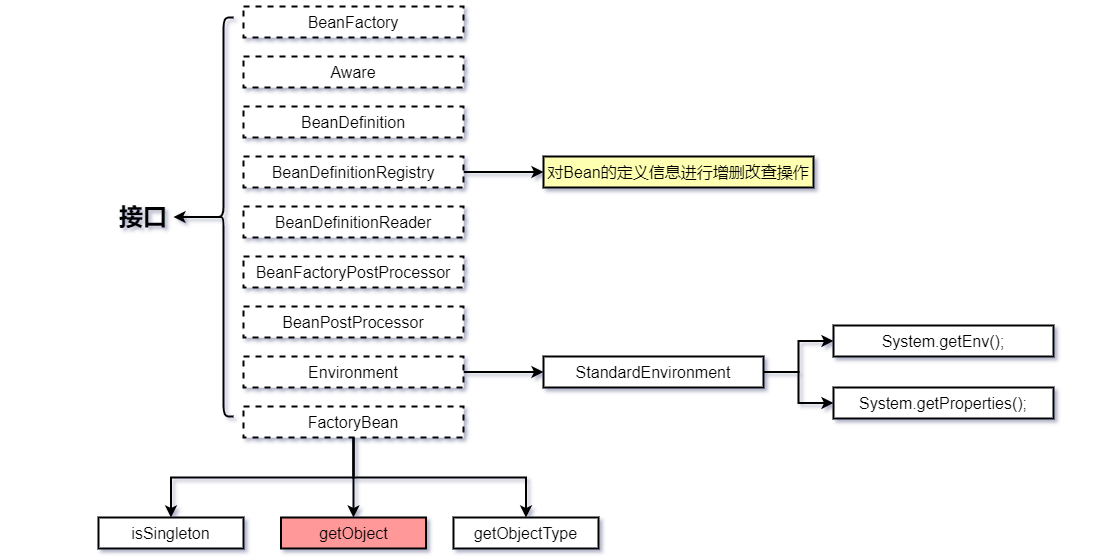 BeanFactory
Aware
BeanDefinition
BeanDefinitionRegistry
对Bean的定义信息进行增删改查操作
接口
BeanDefinitionReader
BeanFactoryPostProcessor
BeanPostProcessor
System.getEnv();
Environment
StandardEnvironment
System.getProperties();
FactoryBean
isSingleton
getObject
getObjectType